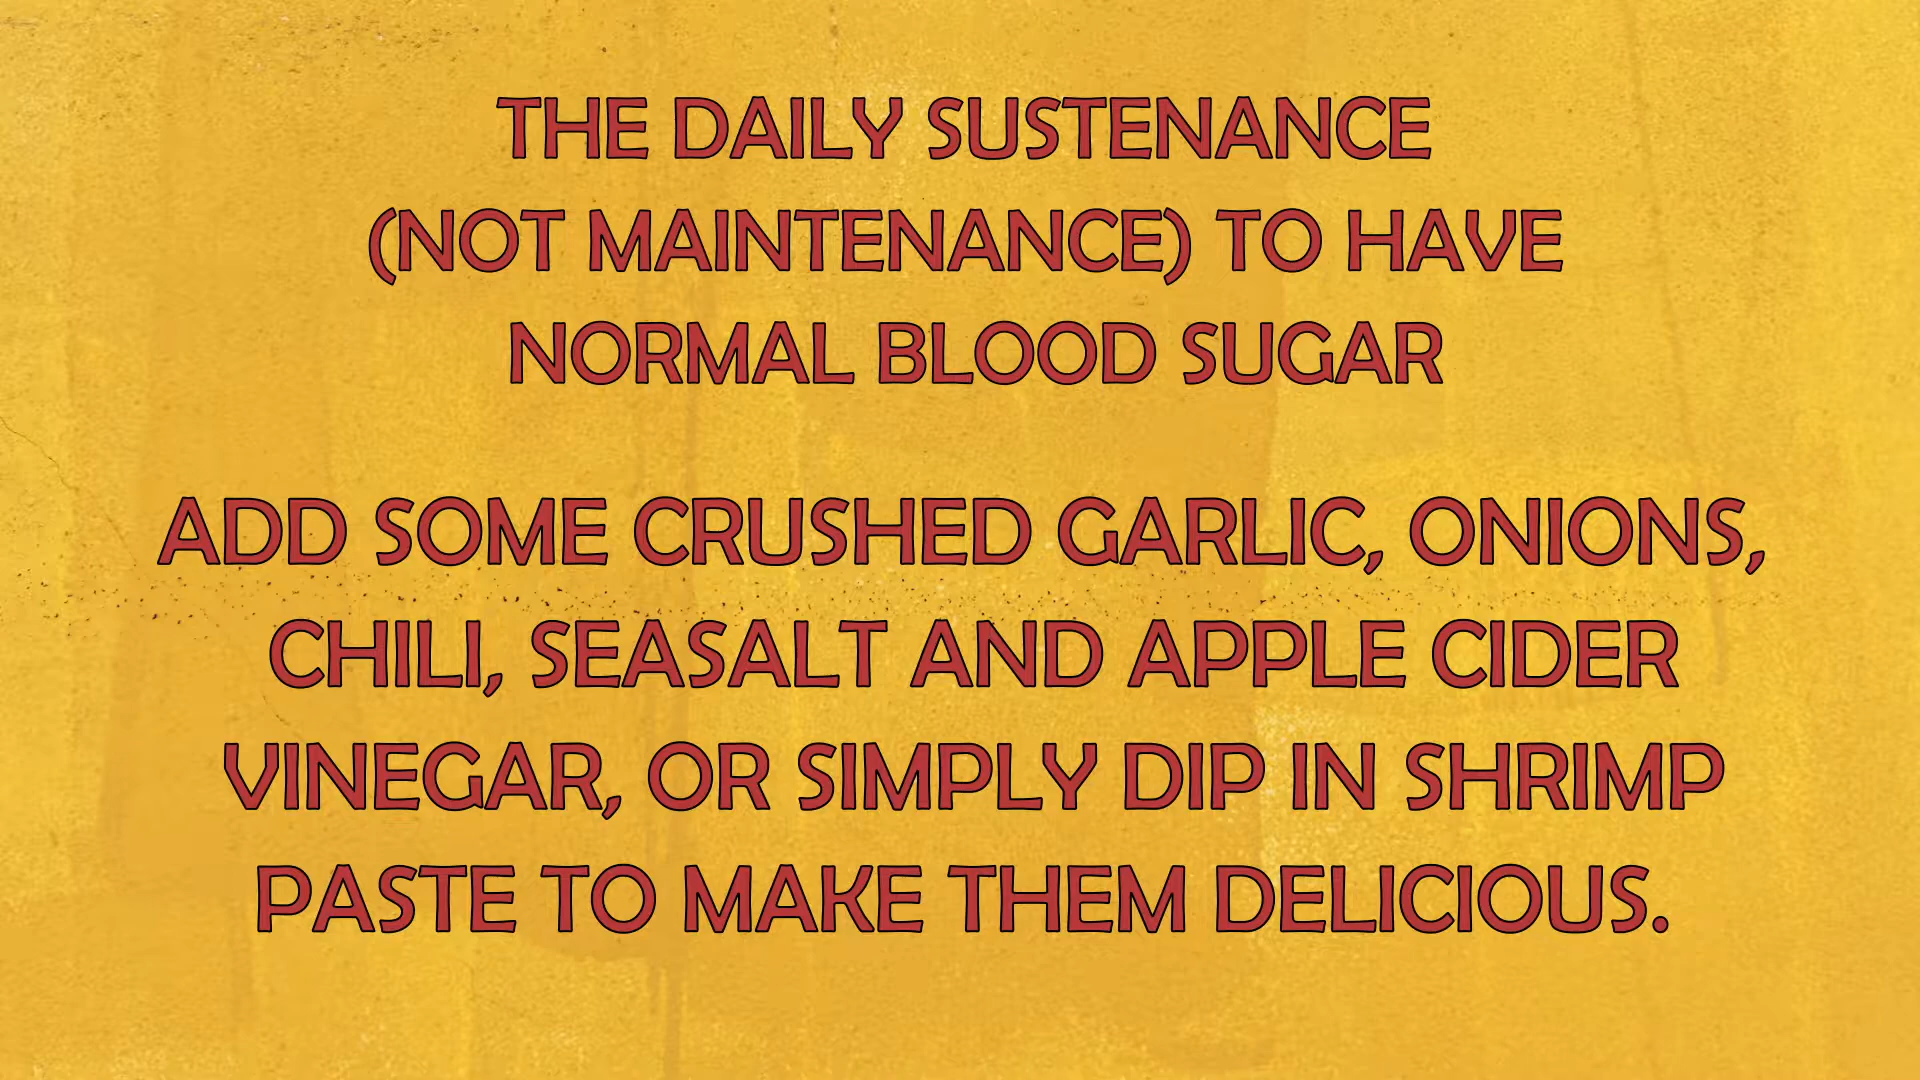 THE DAILY SUSTENANCE
(NOT MAINTENANCE) TO HAVE
NORMAL BLOOD SUGAR
ADD SOME CRUSHED GARLIC, ONIONS,
CHILI, SEASALT AND APPLE CIDER
VINEGAR, OR SIMPLY DIP IN SHRIMP
PASTE TO MAKE THEM DELICIOUS.